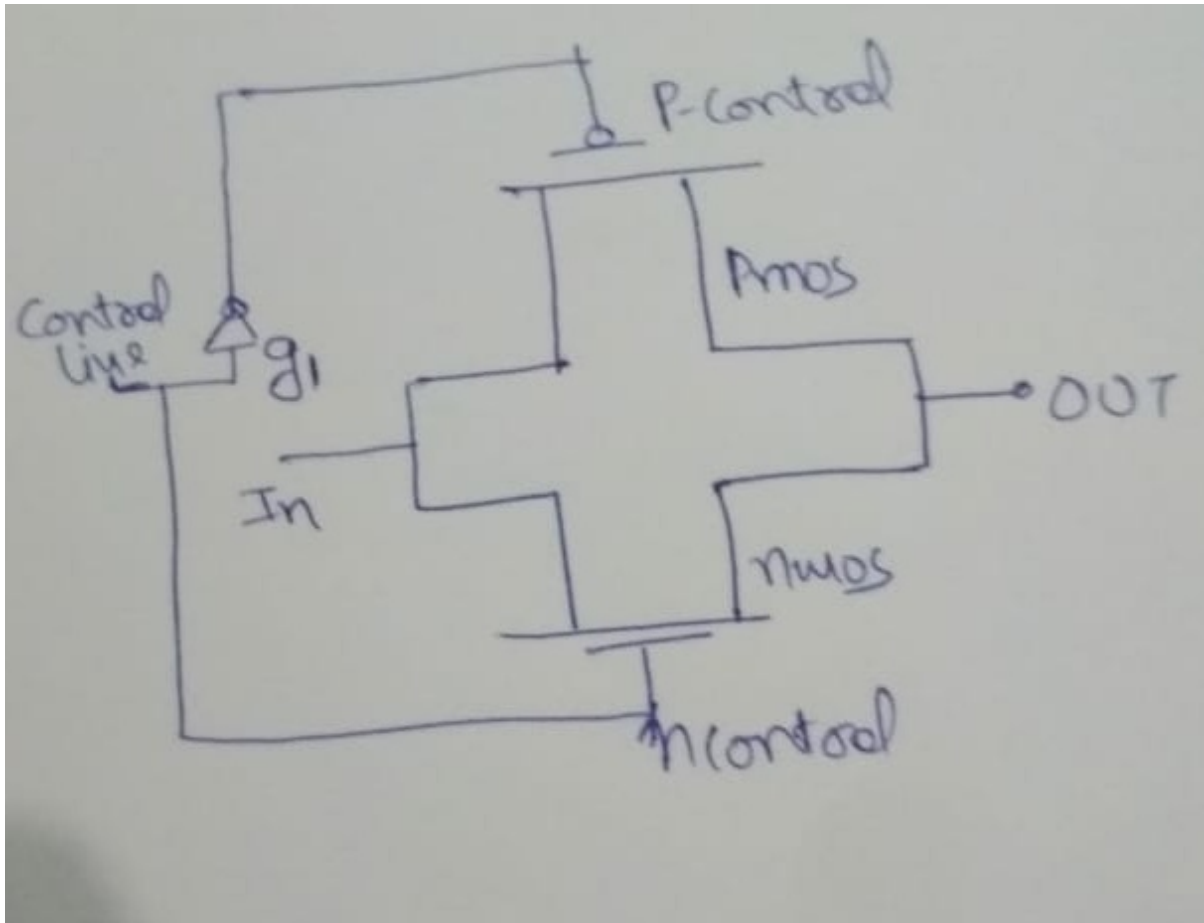 P-control
Pmos
Control
Line
g1
OUT
In
nmos
ncontrol